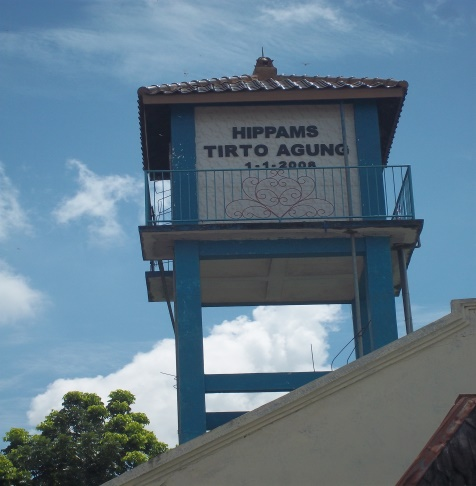 HIPPAMS
TIRTO AGUNG
1-1-2008